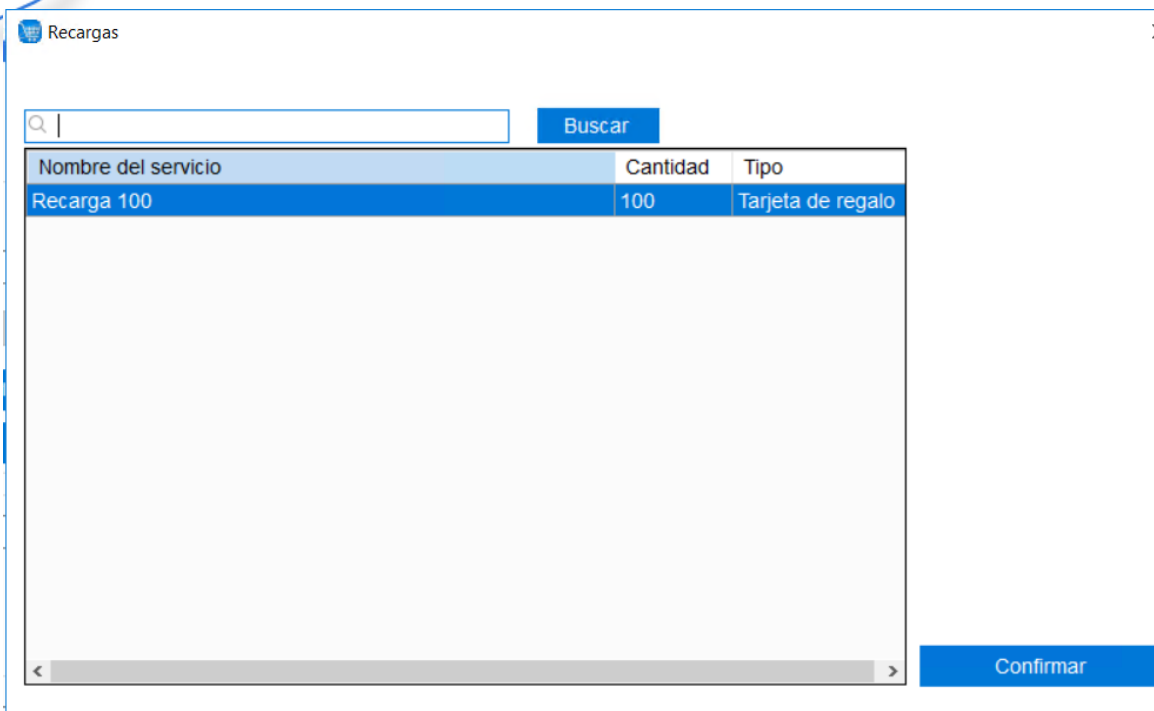 Recargas
Buscar
Nombre del servicio Cantidad Tipo
Recarga 100 100 Tarjeta de regalo
Confirmar